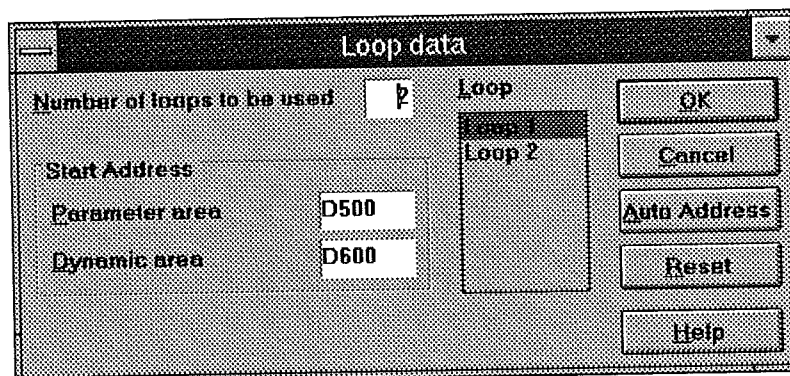 Loop data
Number of loops to be used 2
Loop
Loop 1
Loop 2
Start Address
Parameter area D500
Dynamic area D600
OK
Cancel
Auto Address
Reset
Help